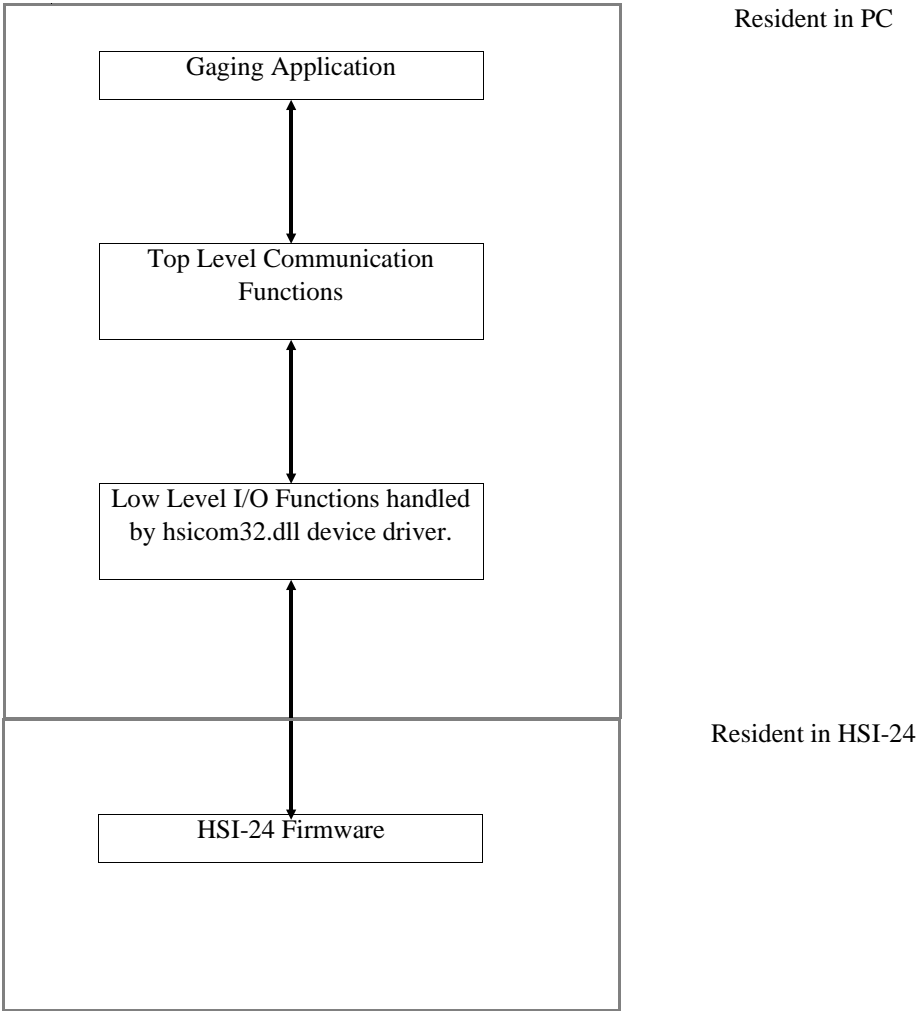 Resident in PC
Gaging Application
Top Level Communication
Functions
Low Level I/O Functions handled
by hsicom32.dll device driver.
Resident in HSI-24
HSI-24 Firmware